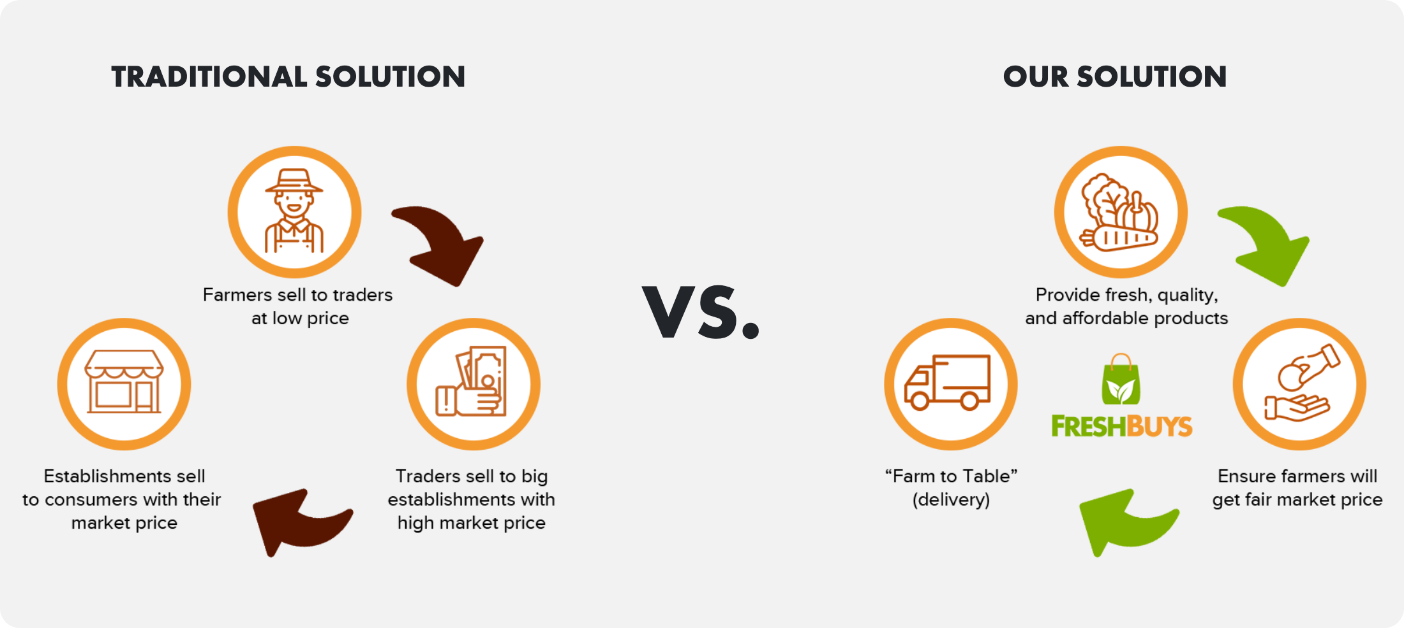 TRADITIONAL SOLUTION
Farmers sell to traders
at low price
Traders sell to big
establishments with
high market price
Establishments sell
to consumers with their
market price
VS.
OUR SOLUTION
Provide fresh, quality,
and affordable products
Ensure farmers will
get fair market price
“Farm to Table”
(delivery)
FRESHBUYS